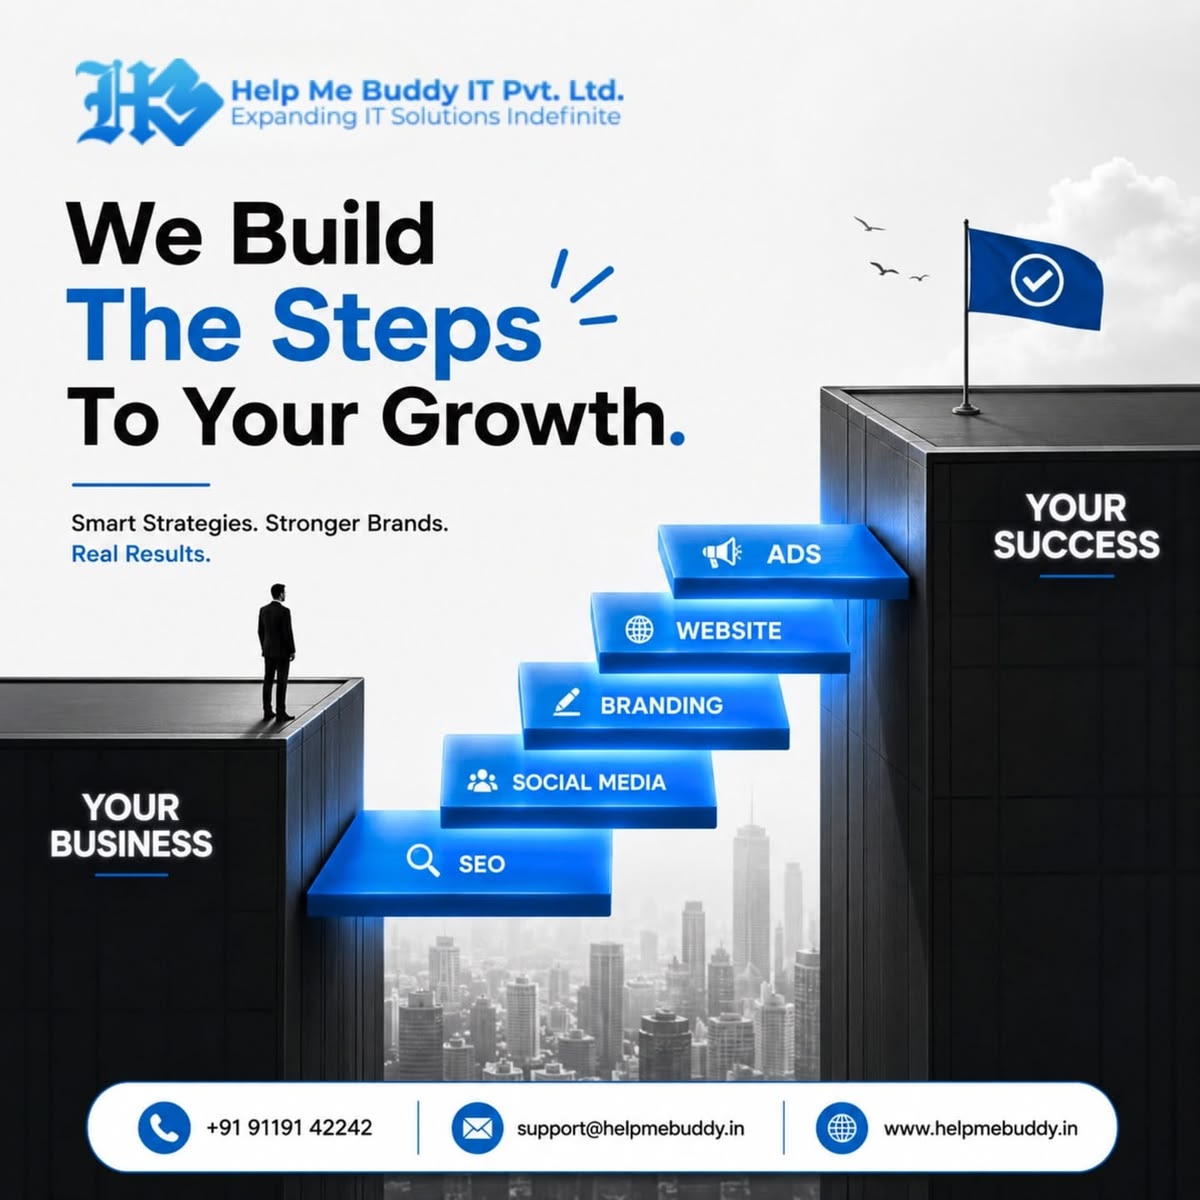 Help Me Buddy IT Pvt. Ltd.
Expanding IT Solutions Indefinite
We Build
The Steps
To Your Growth.
Smart Strategies. Stronger Brands.
Real Results.
YOUR
SUCCESS
ADS
WEBSITE
BRANDING
SOCIAL MEDIA
SEO
YOUR
BUSINESS
+91 91191 42242
support@helpmebuddy.in
www.helpmebuddy.in